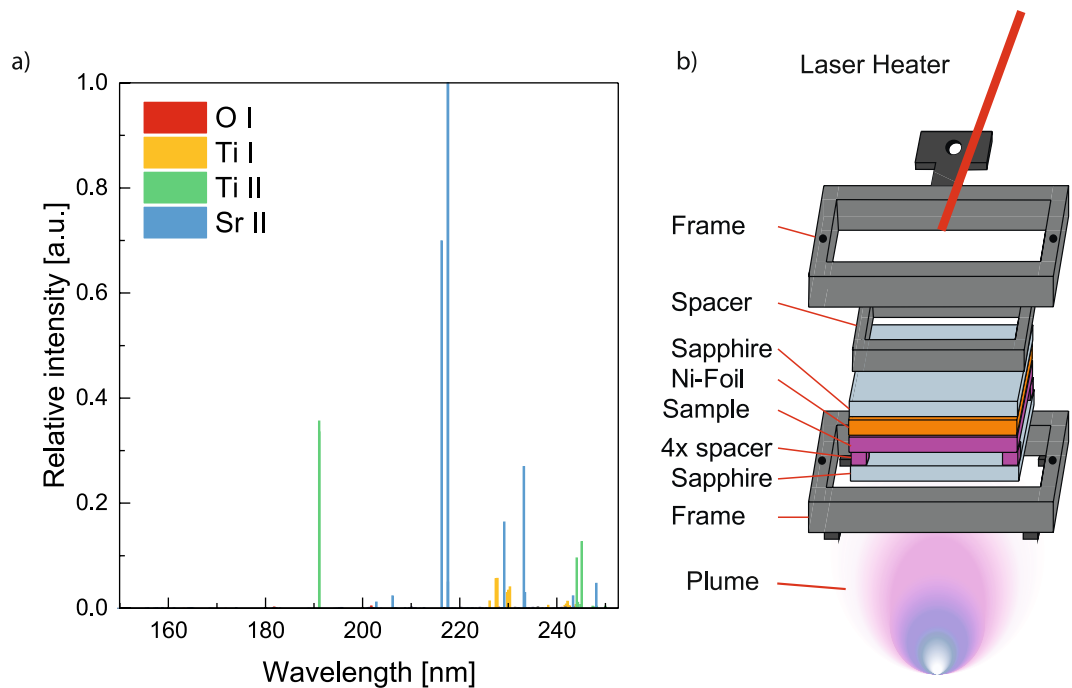 a)
1.0
0.8
0.6
0.4
0.2
0.0
Relative intensity [a.u.]
O I
Ti I
Ti II
Sr II
160
180
200
220
240
Wavelength [nm]
b)
Laser Heater
Frame
Spacer
Sapphire
Ni-Foil
Sample
4x spacer
Sapphire
Frame
Plume